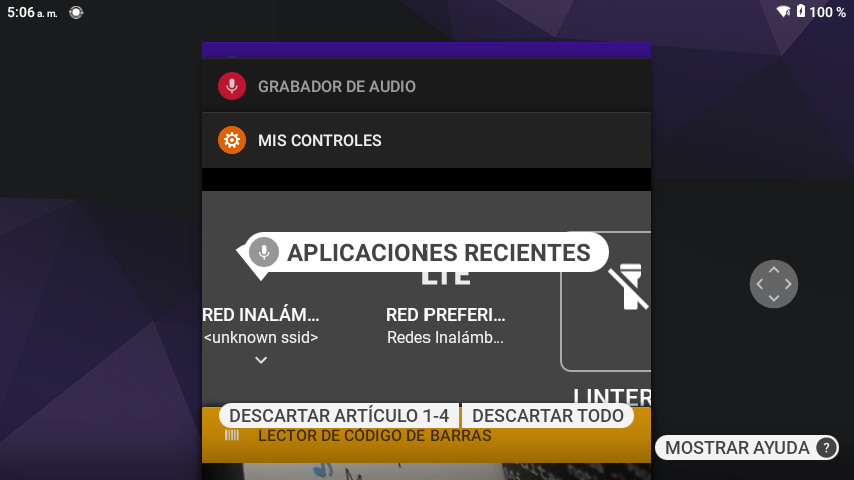 5:06 a. m.
100 %
GRABADOR DE AUDIO
MIS CONTROLES
APLICACIONES RECIENTES
LTE
RED INALÁM...
RED PREFERI...
<unknown ssid>
Redes Inalámb...
LINTER
DESCARTAR ARTÍCULO 1-4
DESCARTAR TODO
LECTOR DE CÓDIGO DE BARRAS
MOSTRAR AYUDA ?